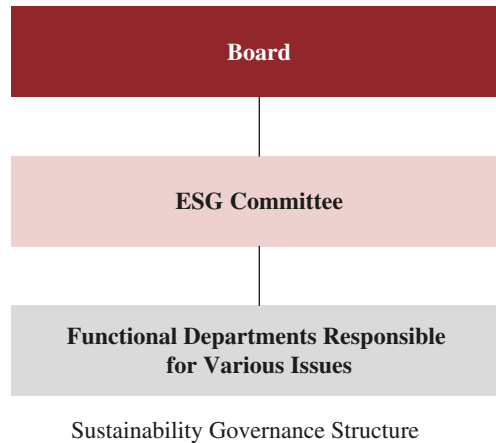 Board
ESG Committee
Functional Departments Responsible
for Various Issues
Sustainability Governance Structure